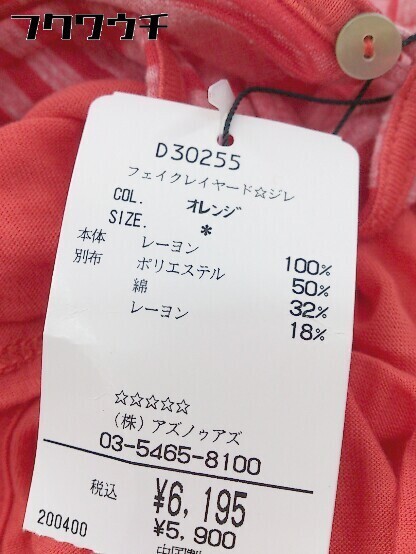 フクワウチ
D30255
フェイクレイヤード☆ジレ
COL. オレンジ
SIZE. *
本体 レーヨン 100%
別布 ポリエステル 50%
綿 32%
レーヨン 18%
☆☆☆☆☆
(株) アズノゥアズ
03-5465-8100
税込 ¥6,195
¥5,900
200400
中国製